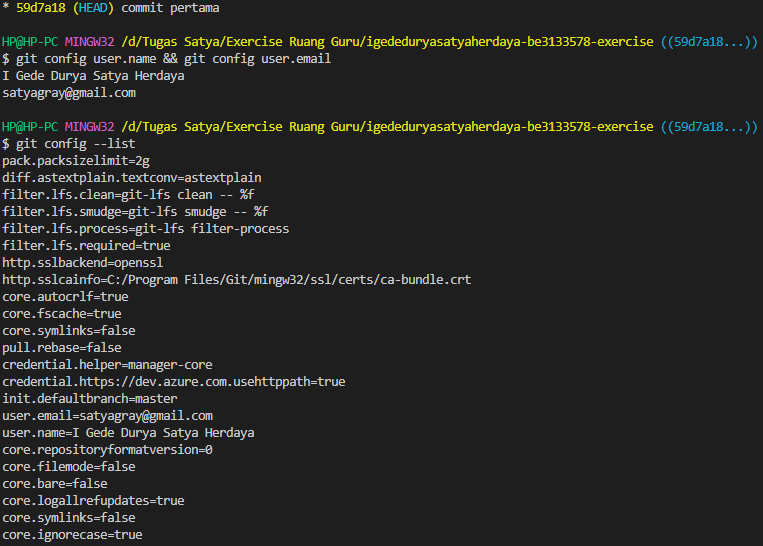 * 59d7a18 (HEAD) commit pertama
HP@HP-PC MINGW32 /d/Tugas Satya/Exercise Ruang Guru/igededuryasatyaherdaya-be3133578-exercise ((59d7a18...))
$ git config user.name && git config user.email
I Gede Durya Satya Herdaya
satyagray@gmail.com
HP@HP-PC MINGW32 /d/Tugas Satya/Exercise Ruang Guru/igededuryasatyaherdaya-be3133578-exercise ((59d7a18...))
$ git config --list
pack.packsizelimit=2g
diff.astextplain.textconv=astextplain
filter.lfs.clean=git-lfs clean -- %f
filter.lfs.smudge=git-lfs smudge -- %f
filter.lfs.process=git-lfs filter-process
filter.lfs.required=true
http.sslbackend=openssl
http.sslcainfo=C:/Program Files/Git/mingw32/ssl/certs/ca-bundle.crt
core.autocrlf=true
core.fscache=true
core.symlinks=false
pull.rebase=false
credential.helper=manager-core
credential.https://dev.azure.com.usehttppath=true
init.defaultbranch=master
user.email=satyagray@gmail.com
user.name=I Gede Durya Satya Herdaya
core.repositoryformatversion=0
core.filemode=false
core.bare=false
core.logallrefupdates=true
core.symlinks=false
core.ignorecase=true